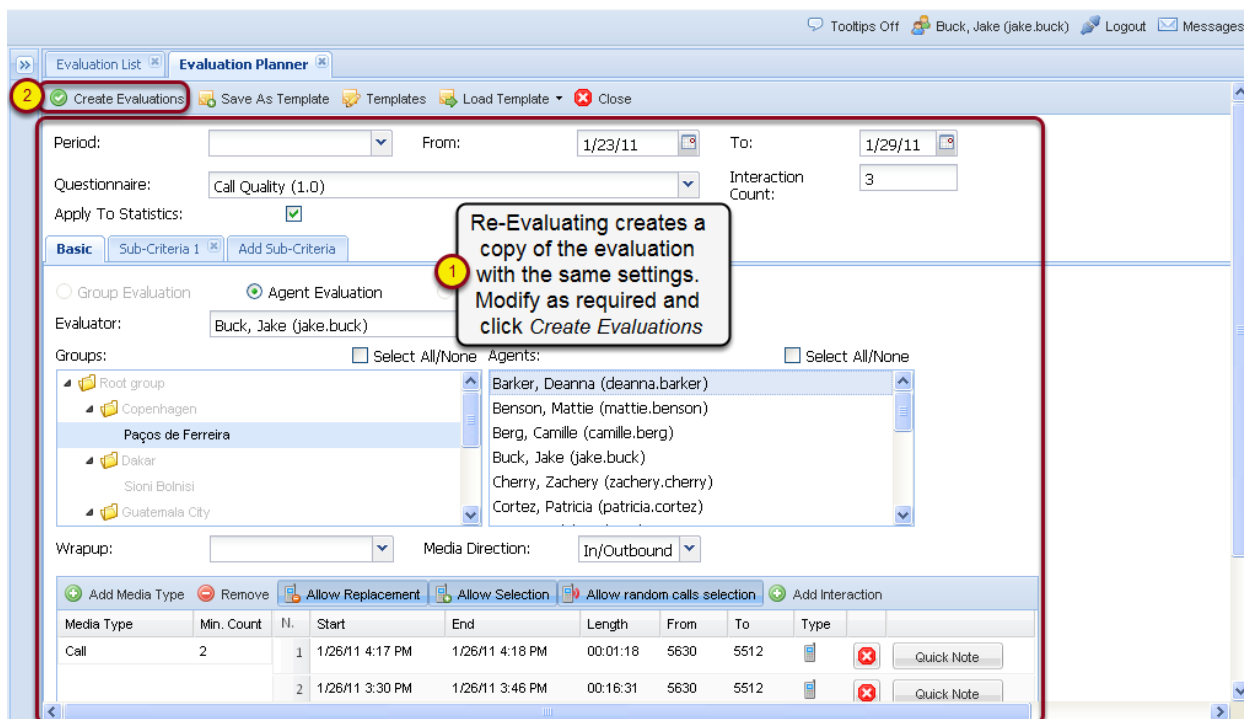 Tooltips Off Buck, Jake (jake.buck) Logout Messages
Evaluation List Evaluation Planner
2 Create Evaluations Save As Template Templates Load Template Close
Period: From: 1/23/11 To: 1/29/11
Questionnaire: Call Quality (1.0) Interaction Count: 3
Apply To Statistics:
Basic Sub-Criteria 1 Add Sub-Criteria
1
Re-Evaluating creates a
copy of the evaluation
with the same settings.
Modify as required and
click Create Evaluations
Group Evaluation Agent Evaluation
Evaluator: Buck, Jake (jake.buck)
Groups: Select All/None Agents: Select All/None
Root group Barker, Deanna (deanna.barker)
Copenhagen Benson, Mattie (mattie.benson)
Paços de Ferreira Berg, Camille (camille.berg)
Dakar Buck, Jake (jake.buck)
Sioni Bolnisi Cherry, Zachery (zachery.cherry)
Guatemala City Cortez, Patricia (patricia.cortez)
Wrapup: Media Direction: In/Outbound
Add Media Type Remove Allow Replacement Allow Selection Allow random calls selection Add Interaction
Media Type Min. Count N. Start End Length From To Type
Call 2 1 1/26/11 4:17 PM 1/26/11 4:18 PM 00:01:18 5630 5512 Quick Note
2 1/26/11 3:30 PM 1/26/11 3:46 PM 00:16:31 5630 5512 Quick Note